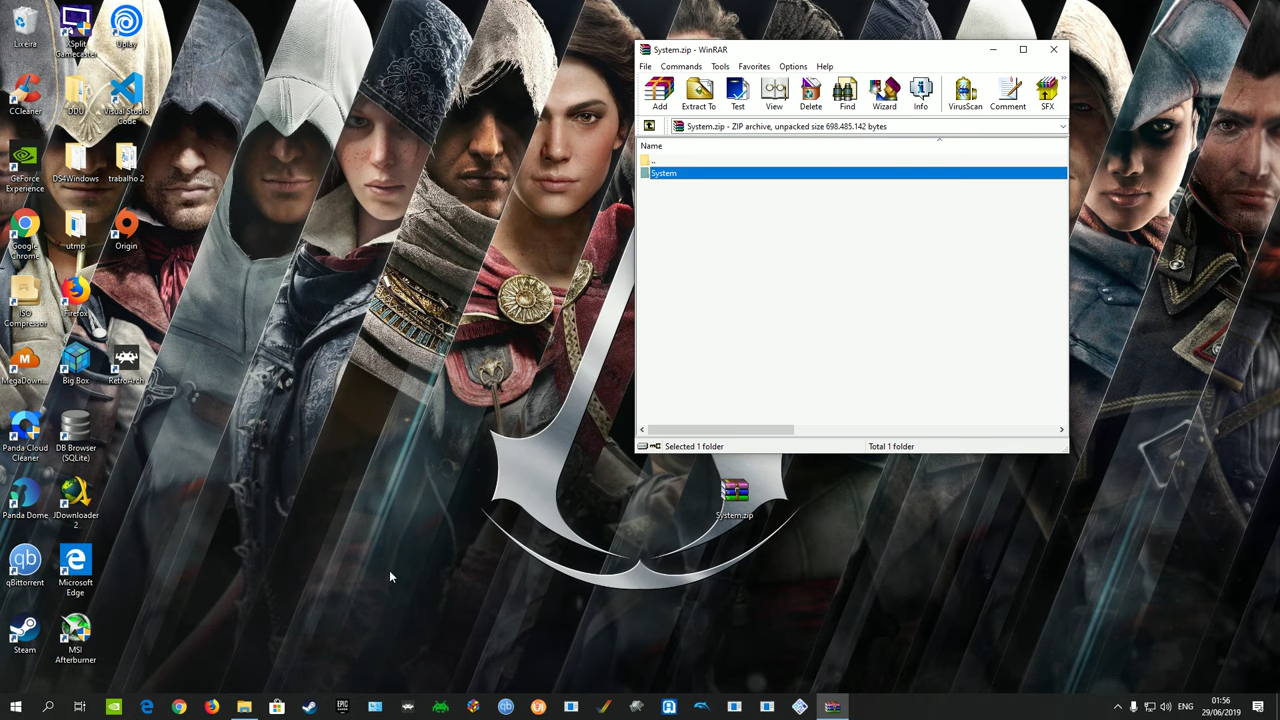 Lixeira
XSplit
Gamecaster
Uplay
CCleaner
DDU
Visual Studio
Code
GeForce
Experience
DS4Windows
trabalho 2
Google
Chrome
utmp
Origin
ISO
Compressor
Firefox
MegaDown...
Big Box
RetroArch
Panda Cloud
Cleaner
DB Browser
(SQLite)
Panda Dome
JDownloader
2
qBittorrent
Microsoft
Edge
Steam
MSI
Afterburner
System.zip - WinRAR
File Commands Tools Favorites Options Help
Add Extract To Test View Delete Find Wizard Info VirusScan Comment SFX
System.zip - ZIP archive, unpacked size 698.485.142 bytes
Name
..
System
Selected 1 folder Total 1 folder
System.zip
EPIC
GAMES
ENG
01:56
29/06/2019